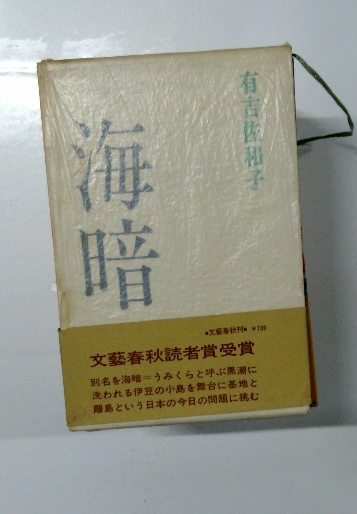 有吉佐和子
海暗
●文藝春秋刊● ¥700
文藝春秋読者賞受賞
別名を海暗=うみくらと呼ぶ黒潮に
洗われる伊豆の小島を舞台に基地と
離島という日本の今日の問題に挑む